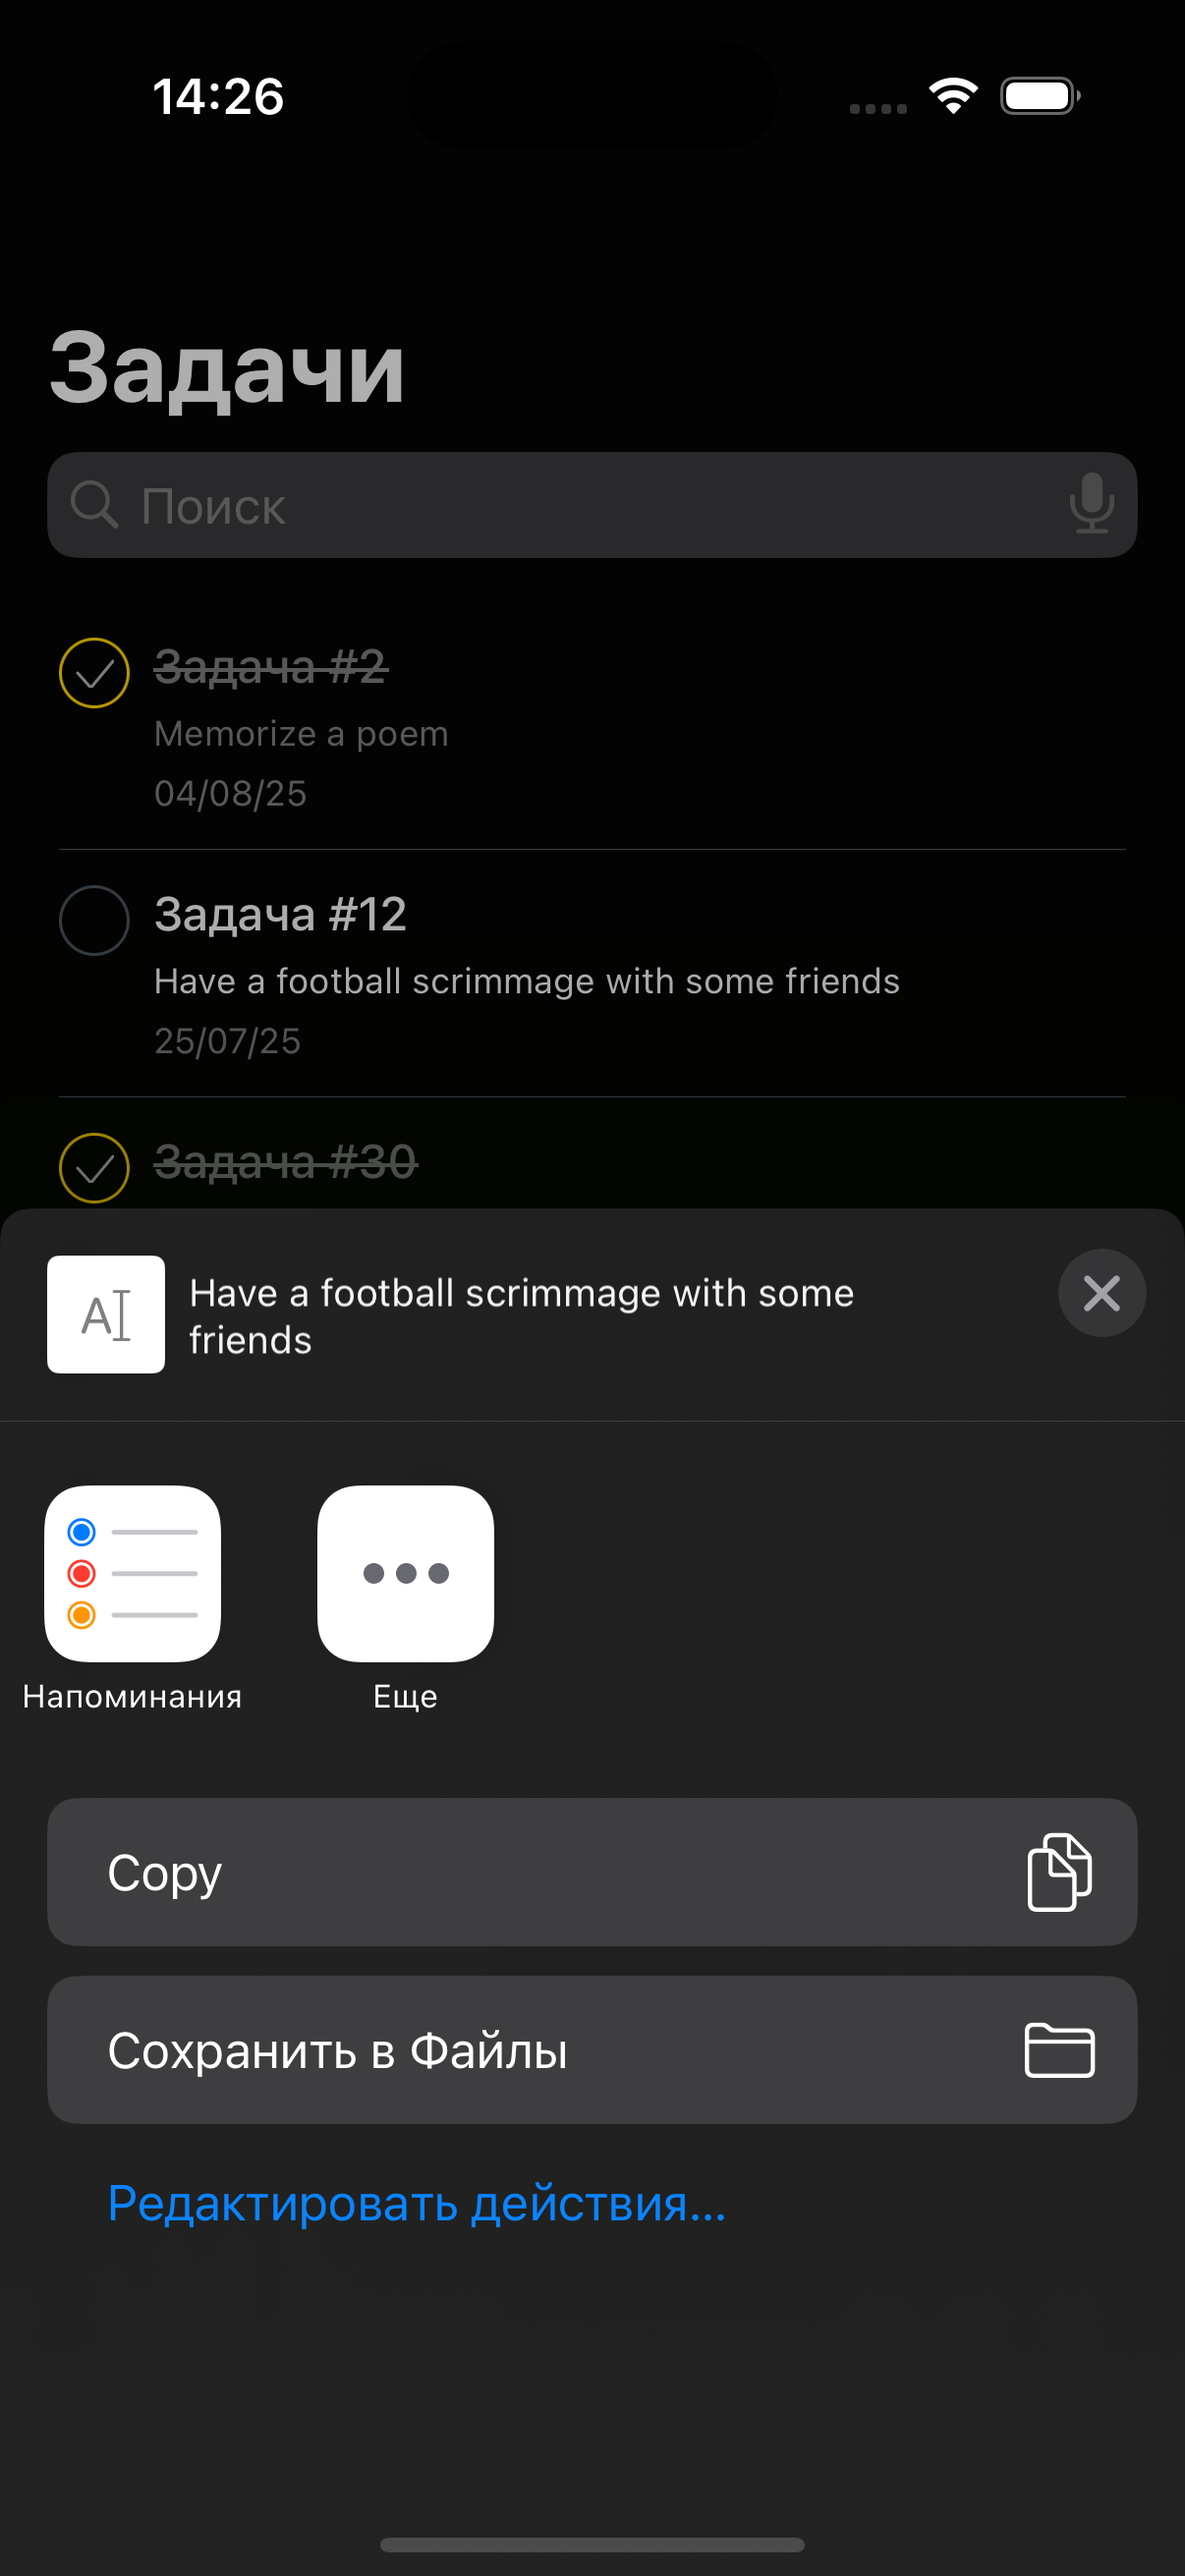 14:26
Задачи
Поиск
Задача #2
Memorize a poem
04/08/25
Задача #12
Have a football scrimmage with some friends
25/07/25
Задача #30
A
Have a football scrimmage with some
friends
Напоминания
Еще
Copy
Сохранить в Файлы
Редактировать действия...